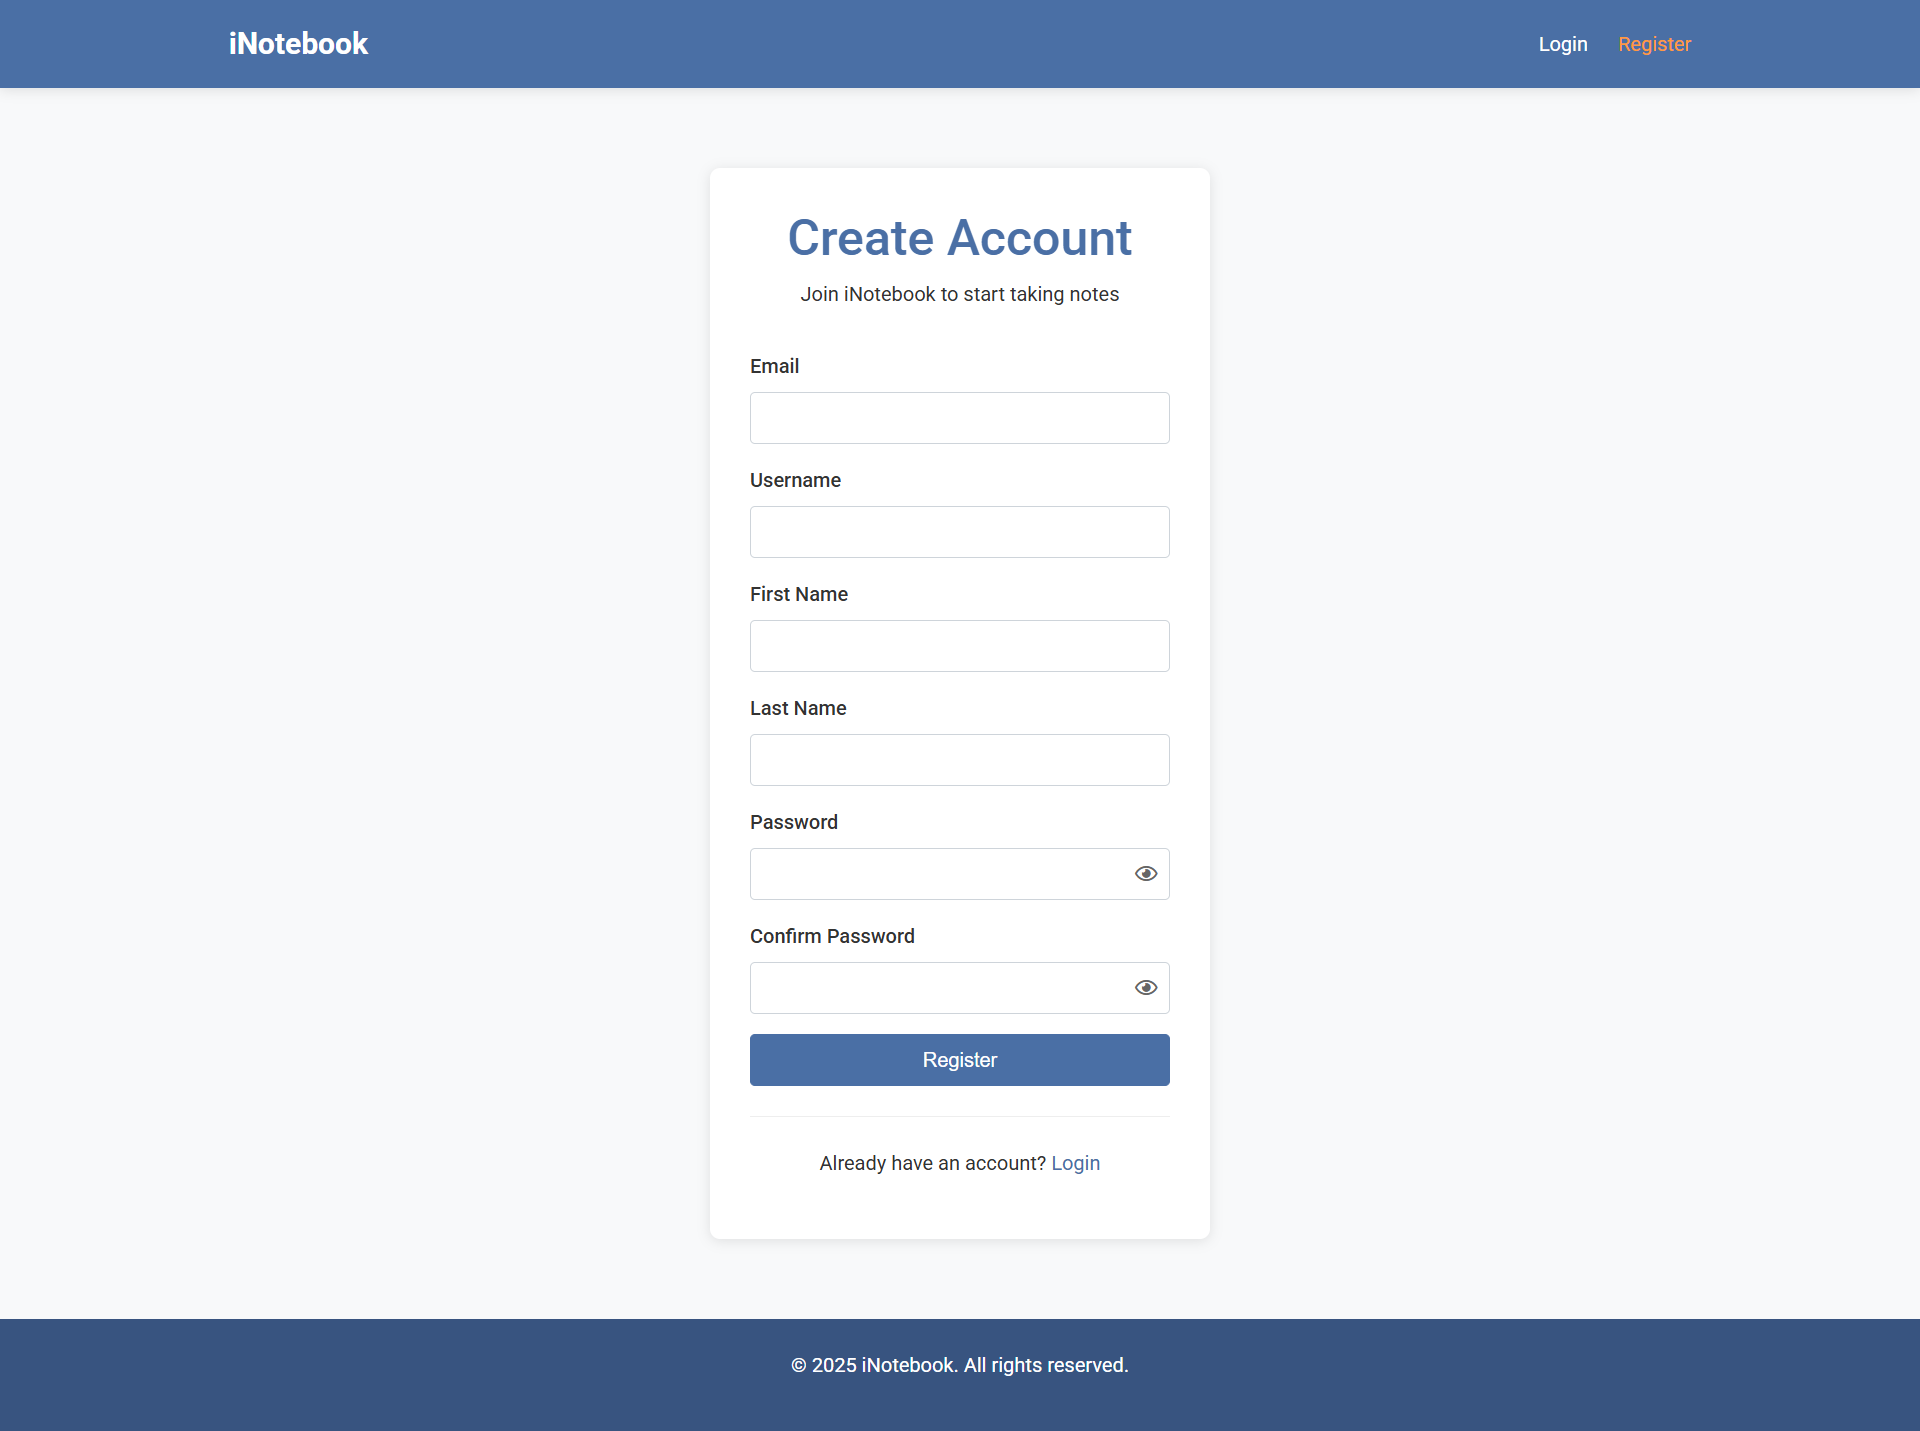 iNotebook
Login
Register
Create Account
Join iNotebook to start taking notes
Email
Username
First Name
Last Name
Password
Confirm Password
Register
Already have an account? Login
© 2025 iNotebook. All rights reserved.